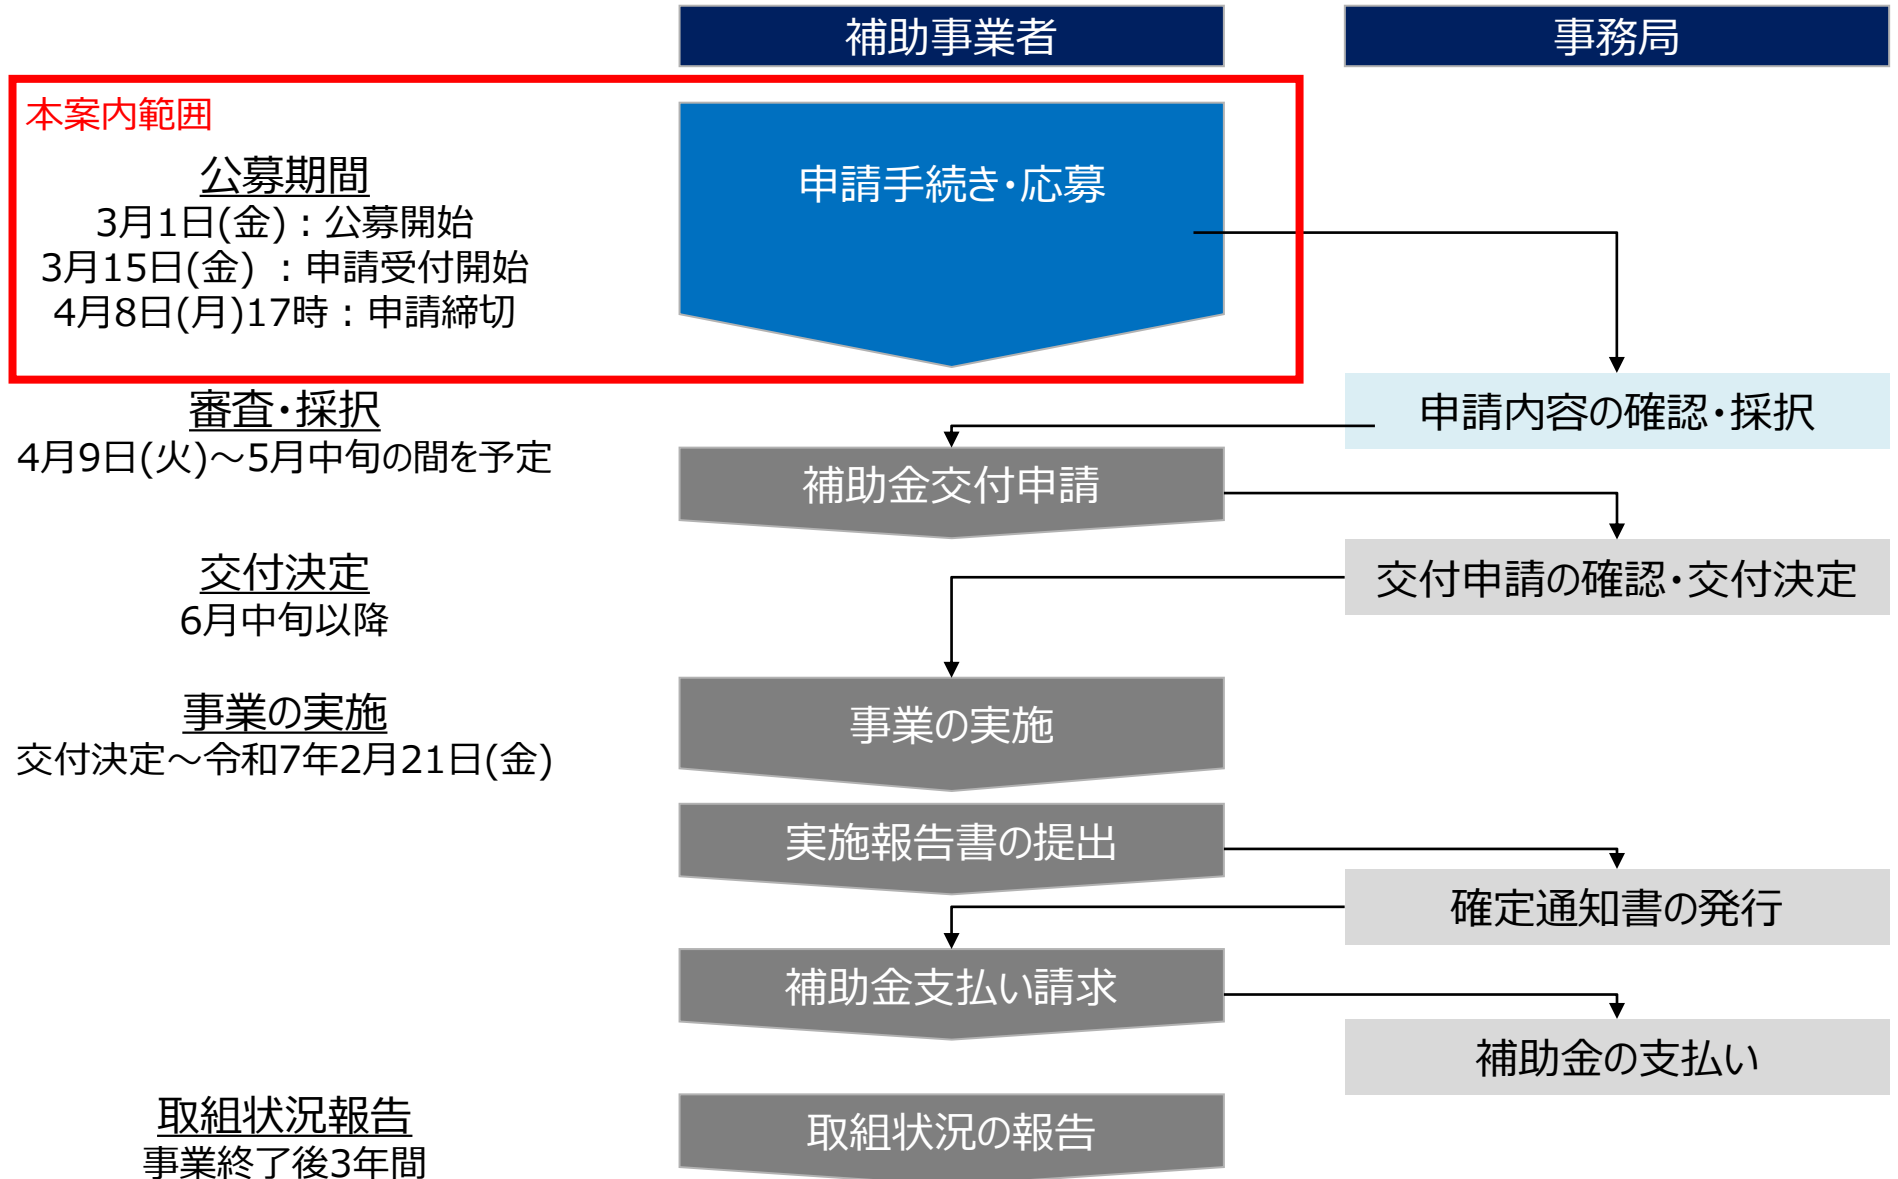 補助事業者
事務局
本案内範囲
公募期間
3月1日(金)：公募開始
3月15日(金) ：申請受付開始
4月8日(月)17時：申請締切
申請手続き・応募
審査・採択
4月9日(火)～5月中旬の間を予定
申請内容の確認・採択
補助金交付申請
交付決定
6月中旬以降
交付申請の確認・交付決定
事業の実施
交付決定～令和7年2月21日(金)
事業の実施
実施報告書の提出
確定通知書の発行
補助金支払い請求
補助金の支払い
取組状況報告
事業終了後3年間
取組状況の報告